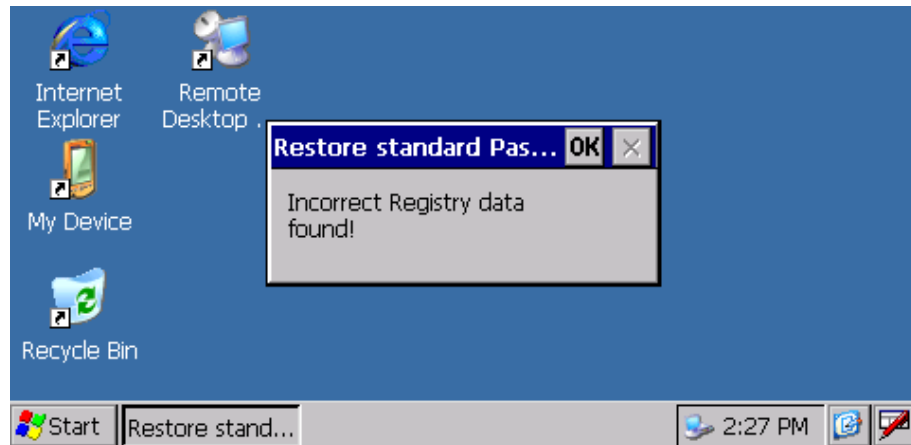 Internet
Explorer
Remote
Desktop .
My Device
Recycle Bin
Restore standard Pas... OK
Incorrect Registry data
found!
Start
Restore stand...
2:27 PM